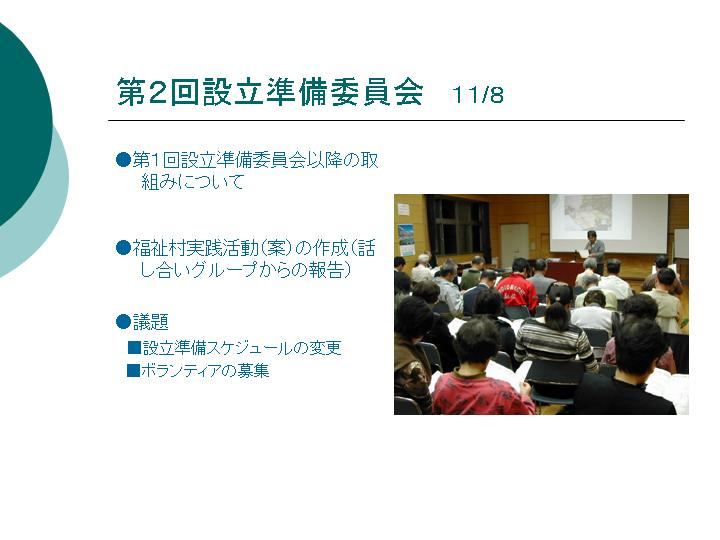 第２回設立準備委員会　11/8
●第１回設立準備委員会以降の取
組みについて
●福祉村実践活動（案）の作成（話
し合いグループからの報告）
●議題
■設立準備スケジュールの変更
■ボランティアの募集